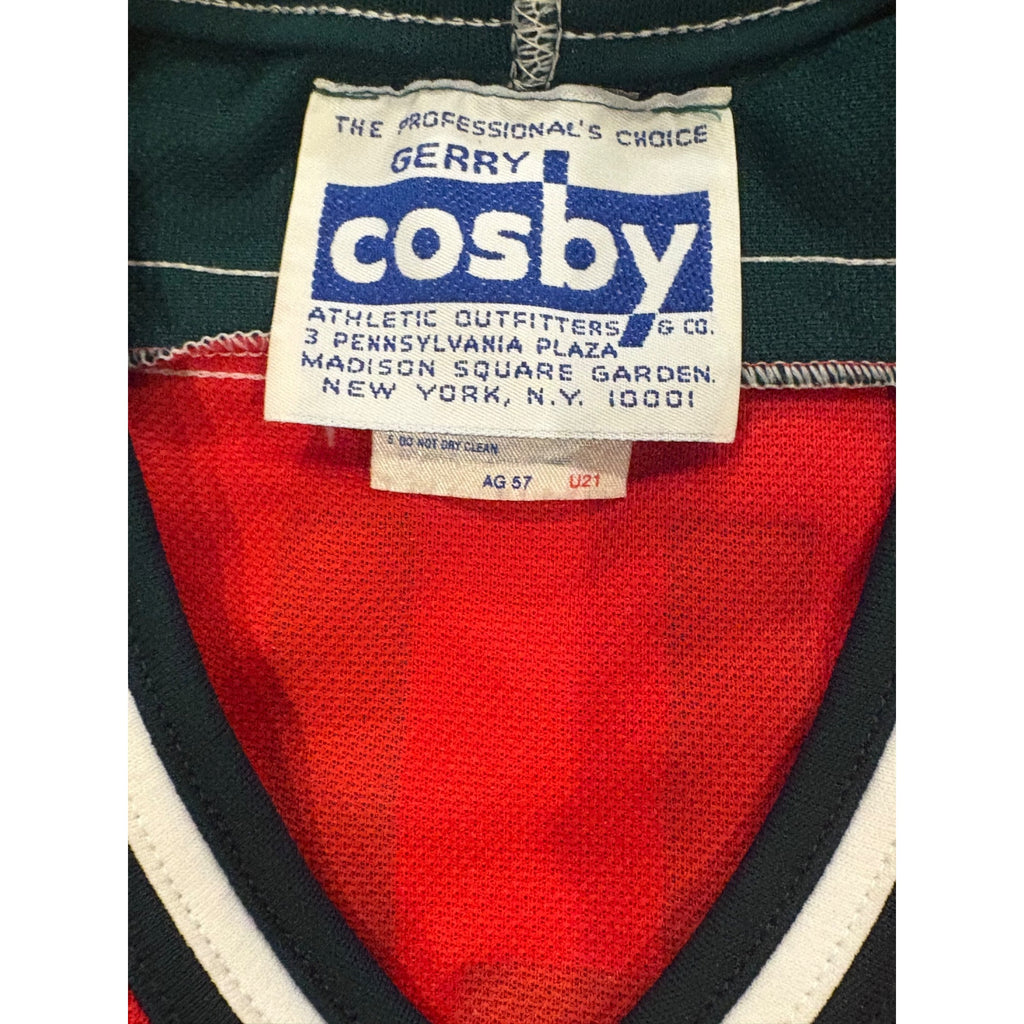 THE PROFESSIONAL'S CHOICE
GERRY
cosby
ATHLETIC OUTFITTERS & CO.
3 PENNSYLVANIA PLAZA
MADISON SQUARE GARDEN.
NEW YORK, N.Y. 10001
5. DO NOT DRY CLEAN
AG 57 U21